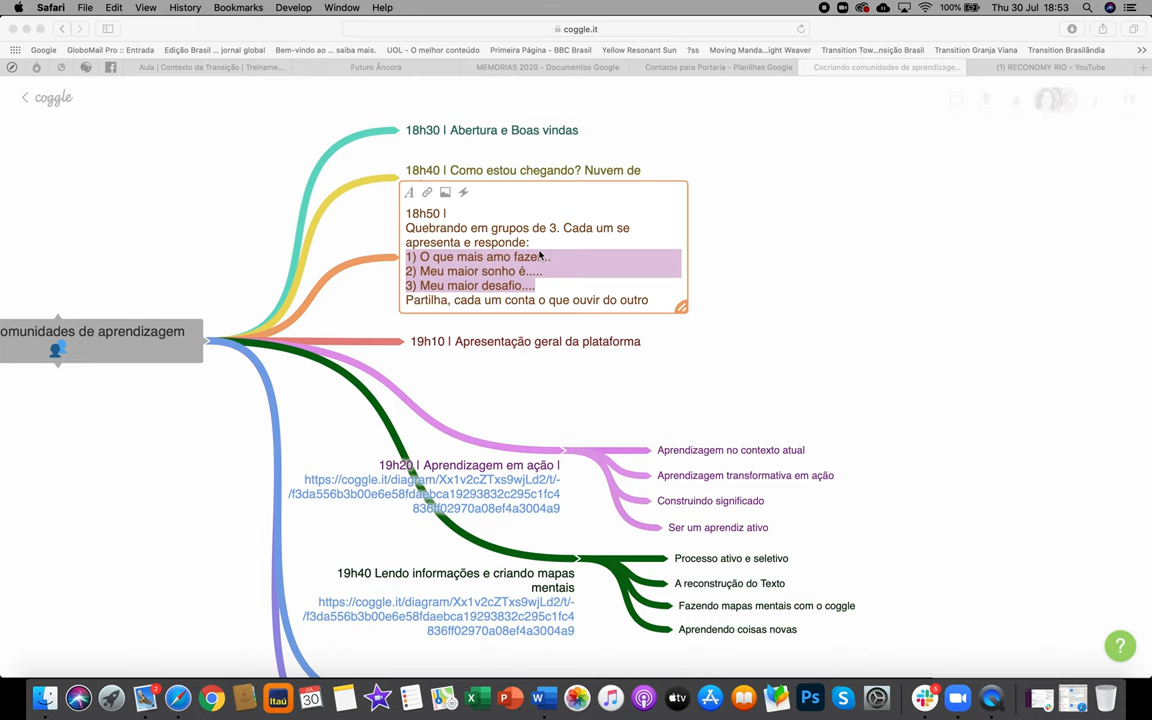 Safari File Edit View History Bookmarks Develop Window Help 100% Thu 30 Jul 18:53
coggle.it
Google GloboMail Pro :: Entrada Edição Brasil ... jornal global Bem-vindo ao ... saiba mais. UOL - O melhor conteúdo Primeira Página - BBC Brasil Yellow Resonant Sun ?ss Moving Manda...ight Weaver Transition Tow...nsição Brasil Transition Granja Viana Transition Brasilândia
Aula | Contexto da Transição | Treiname... Futuro Âncora MEMORIAS 2020 - Documentos Google Contatos para Portaria - Planilhas Google Cocriando comunidades de aprendizage... (1) RECONOMY RIO - YouTube
coggle
18h30 | Abertura e Boas vindas
18h40 | Como estou chegando? Nuvem de
18h50 |
Quebrando em grupos de 3. Cada um se
apresenta e responde:
1) O que mais amo faze...
2) Meu maior sonho é.....
3) Meu maior desafio....
Partilha, cada um conta o que ouvir do outro
omunidades de aprendizagem
19h10 | Apresentação geral da plataforma
19h20 | Aprendizagem em ação |
https://coggle.it/diagram/Xx1v2cZTxs9wjLd2/t/-
/f3da556b3b00e6e58fdaebca19293832c295c1fc4
836ff02970a08ef4a3004a9
Aprendizagem no contexto atual
Aprendizagem transformativa em ação
Construindo significado
Ser um aprendiz ativo
19h40 Lendo informações e criando mapas
mentais
https://coggle.it/diagram/Xx1v2cZTxs9wjLd2/t/-
/f3da556b3b00e6e58fdaebca19293832c295c1fc4
836ff02970a08ef4a3004a9
Processo ativo e seletivo
A reconstrução do Texto
Fazendo mapas mentais com o coggle
Aprendendo coisas novas
?
Itaú
30
tv
Ps